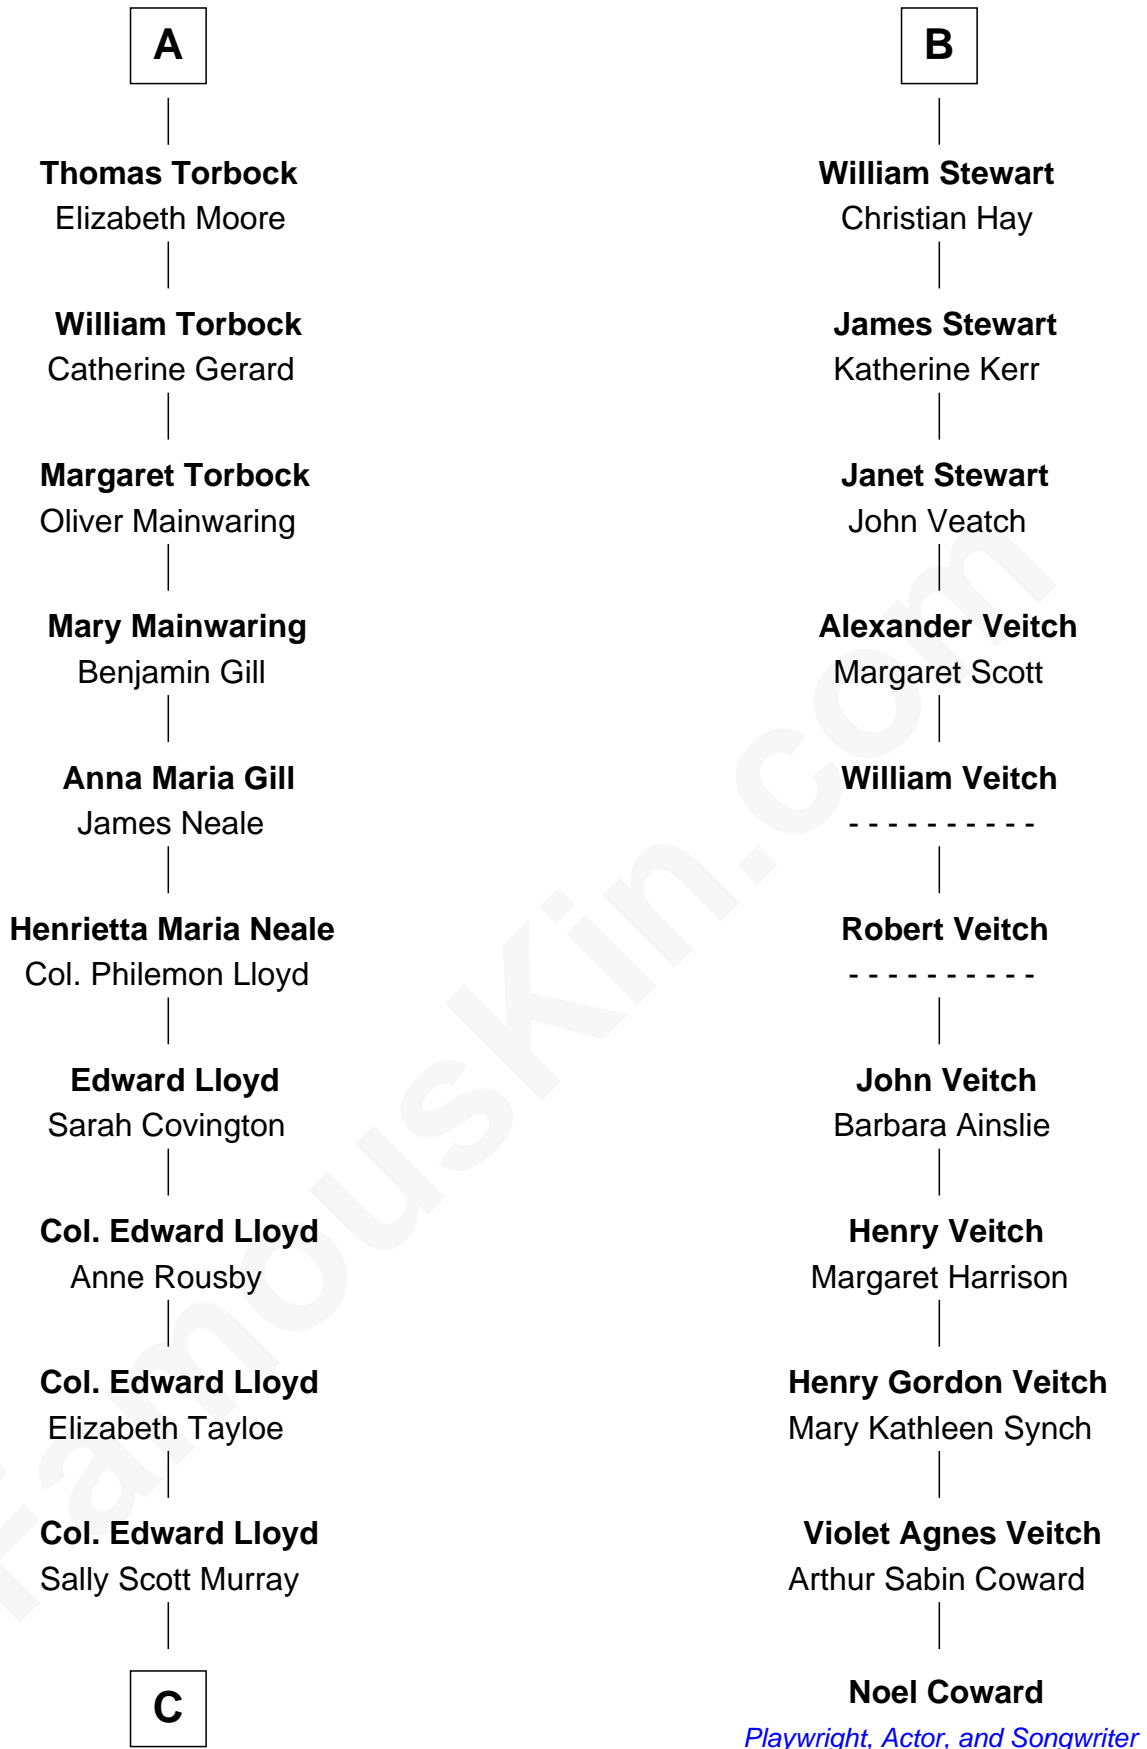 A
Thomas Torbock
Elizabeth Moore
William Torbock
Catherine Gerard
Margaret Torbock
Oliver Mainwaring
Mary Mainwaring
Benjamin Gill
Anna Maria Gill
James Neale
Henrietta Maria Neale
Col. Philemon Lloyd
Edward Lloyd
Sarah Covington
Col. Edward Lloyd
Anne Rousby
Col. Edward Lloyd
Elizabeth Tayloe
Col. Edward Lloyd
Sally Scott Murray
C
B
William Stewart
Christian Hay
James Stewart
Katherine Kerr
Janet Stewart
John Veatch
Alexander Veitch
Margaret Scott
William Veitch
- - - - - - - - - -
Robert Veitch
- - - - - - - - - -
John Veitch
Barbara Ainslie
Henry Veitch
Margaret Harrison
Henry Gordon Veitch
Mary Kathleen Synch
Violet Agnes Veitch
Arthur Sabin Coward
Noel Coward
Playwright, Actor, and Songwriter
FamousKin.com